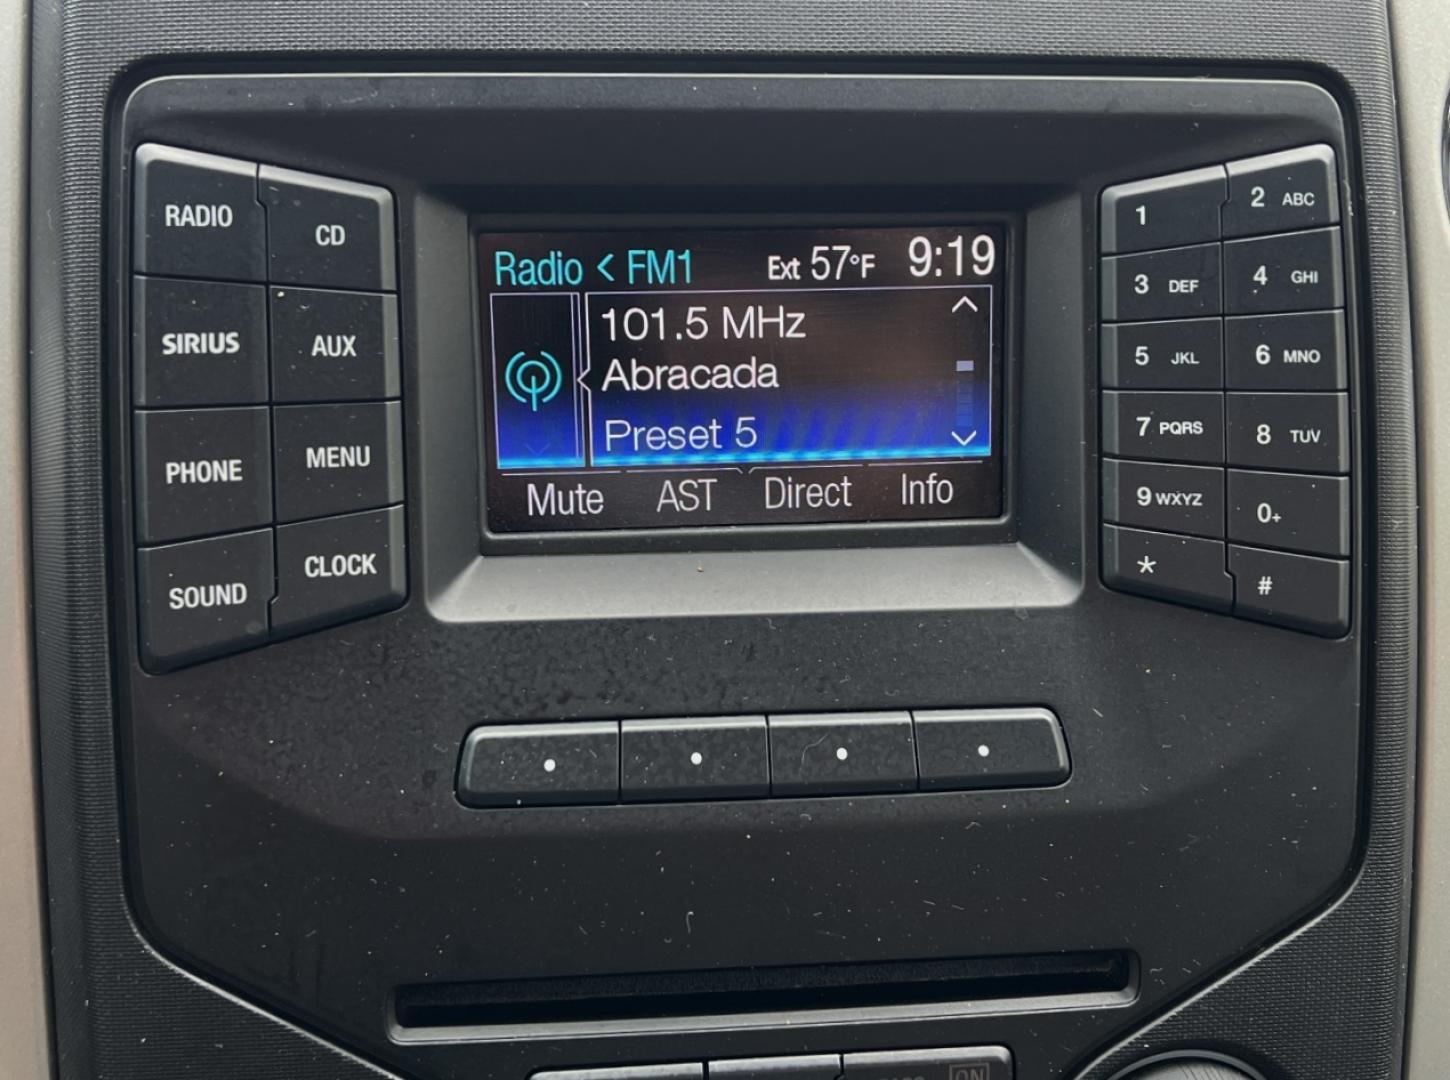 RADIO
CD
SIRIUS
AUX
PHONE
MENU
SOUND
CLOCK
Radio < FM1 Ext 57°F 9:19
101.5 MHz
Abracada
Preset 5
Mute AST Direct Info
1
2 ABC
3 DEF
4 GHI
5 JKL
6 MNO
7 PQRS
8 TUV
9 WXYZ
0+
*
#
ON